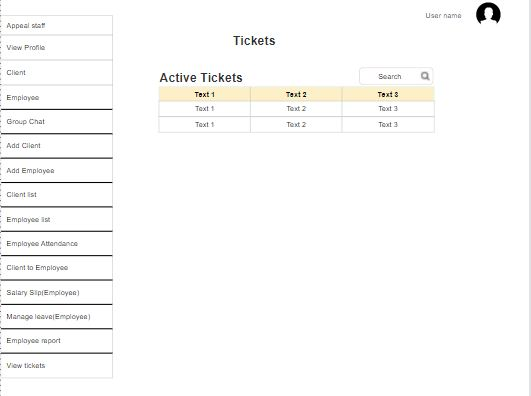 User name
Appeal staff
View Profile
Client
Employee
Group Chat
Add Client
Add Employee
Client list
Employee list
Employee Attendance
Client to Employee
Salary Slip(Employee)
Manage leave(Employee)
Employee report
View tickets
Tickets
Active Tickets
Search
Text 1 Text 2 Text 3
Text 1 Text 2 Text 3
Text 1 Text 2 Text 3